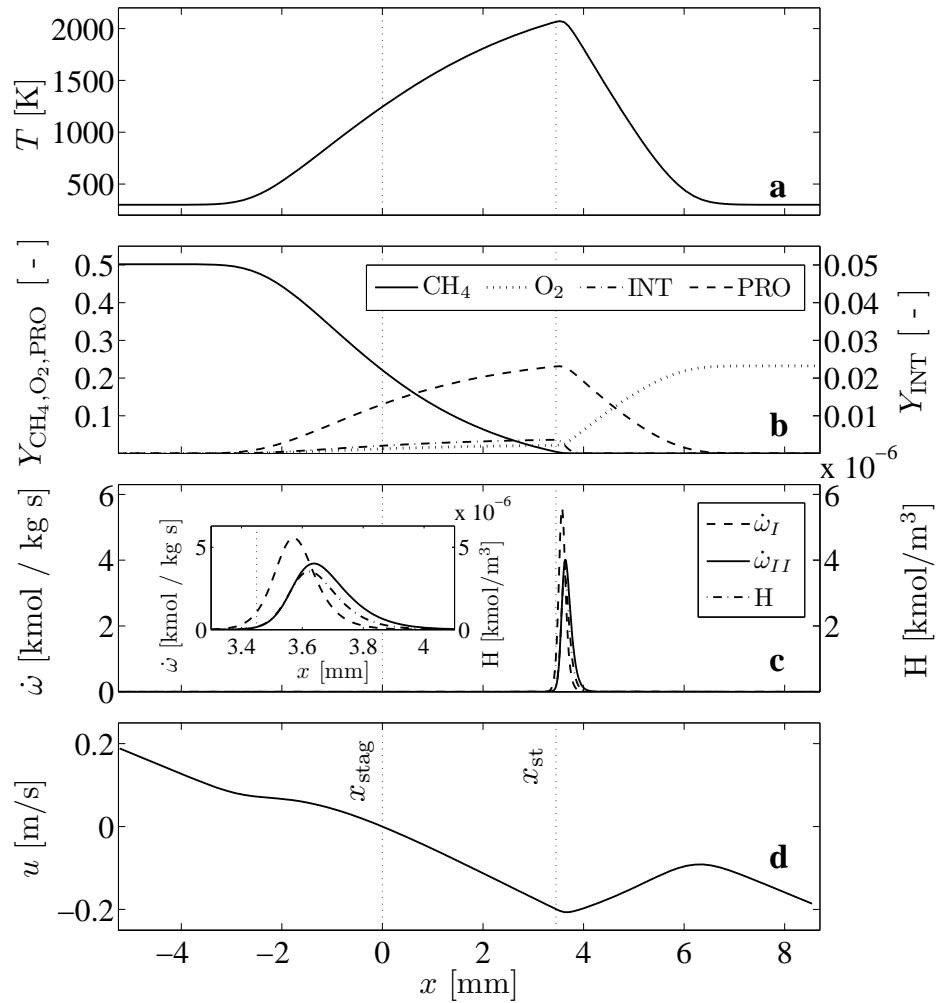 2000
1500
1000
500
T [K]
a
0.5
0.4
0.3
0.2
0.1
Y_CH₄,O₂,PRO [ - ]
CH₄ O₂ INT PRO
0.05
0.04
0.03
0.02
0.01
Y_INT [ - ]
b
x 10⁻⁶
6
4
2
0
ω̇ [kmol / kg s]
x 10⁻⁶
5
0
ω̇ [kmol / kg s]
5
0
H [kmol/m³]
3.4 3.6 3.8 4
x [mm]
ω̇_I
ω̇_II
H
6
4
2
H [kmol/m³]
c
0.2
0
−0.2
u [m/s]
x_stag
x_st
d
−4 −2 0 2 4 6 8
x [mm]